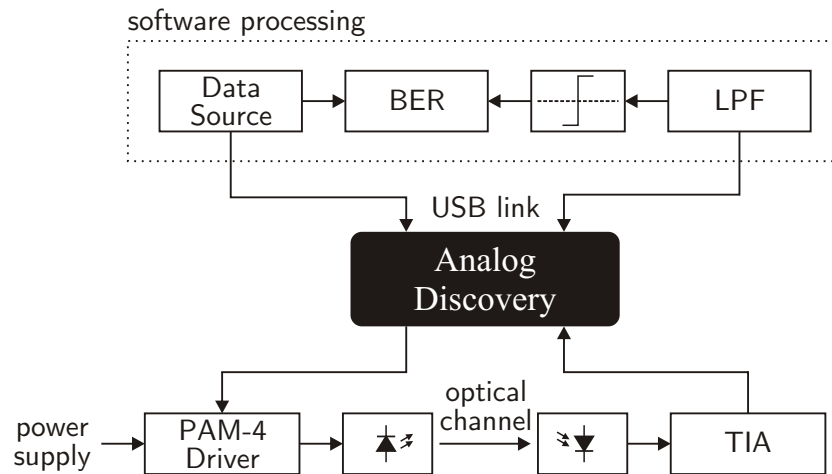 software processing
Data
Source
BER
LPF
USB link
Analog
Discovery
power
supply
PAM-4
Driver
optical
channel
TIA